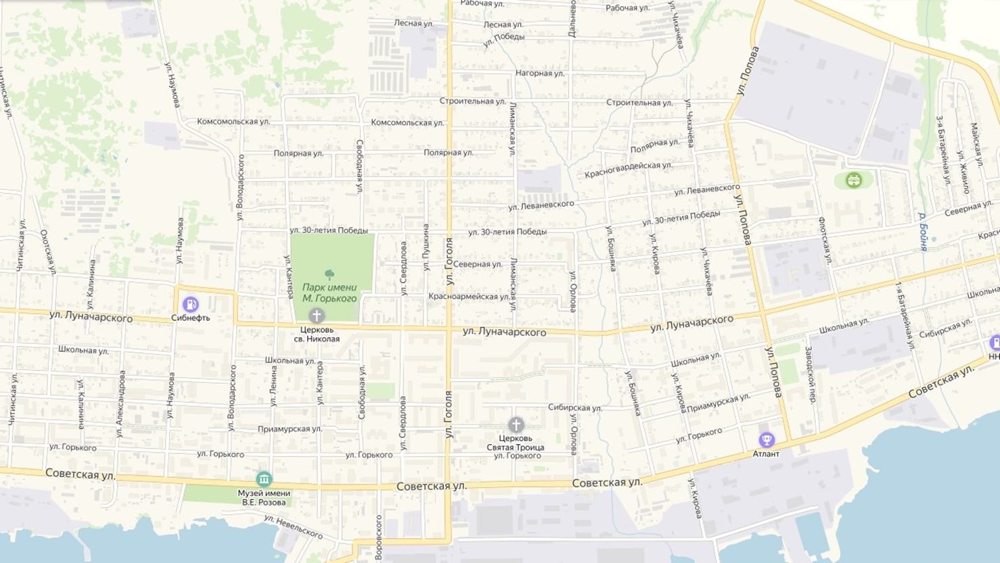 Рабочая ул.
Рабочая ул.
Лесная ул.
Лесная ул.
ул. Чихачёва
ул. Победы
ул. Наумова
Нагорная ул.
ул. Попова
Читинская ул.
Строительная ул.
Строительная ул.
Лиманская ул.
ул. Чихачёва
Комсомольская ул.
Комсомольская ул.
3-я Батарейная ул.
Майская ул.
Полярная ул.
Свободная ул.
Полярная ул.
Полярная ул.
ул. Живило
ул. Володарского
Красногвардейская ул.
ул. Леваневского
ул. Леваневского
Северная ул.
ул. Попова
ул. 30-летия Победы
ул. 30-летия Победы
ул. 30-летия Победы
р. Бойня
Читинская ул.
Охотская ул.
ул. Наумова
ул. Пушкина
ул. Гоголя
ул. Бошняка
ул. Кирова
Флотская ул.
ул. Калинина
ул. Кантера
ул. Свердлова
Северная ул.
Лиманская ул.
ул. Орлова
ул. Чихачёва
Парк имени
М. Горького
Красноармейская ул.
1-я Батарейная ул.
ул. Луначарского
Сибнефть
Церковь
св. Николая
ул. Луначарского
ул. Луначарского
Школьная ул.
Сибирская ул.
Школьная ул.
Школьная ул.
Школьная ул.
ул. Попова
Заводской пер.
Советская ул.
Читинская ул.
ул. Калинина
ул. Александрова
ул. Наумова
ул. Володарского
ул. Ленина
ул. Кантера
Свободная ул.
ул. Свердлова
ул. Гоголя
ул. Бошняка
ул. Кирова
Приамурская ул.
Сибирская ул.
Приамурская ул.
ул. Орлова
ул. Горького
Церковь
Святая Троица
ул. Горького
ул. Горького
ул. Горького
ул. Горького
Атлант
Советская ул.
Музей имени
В.Е. Розова
Советская ул.
Советская ул.
ул. Кирова
ул. Невельского
Воровского